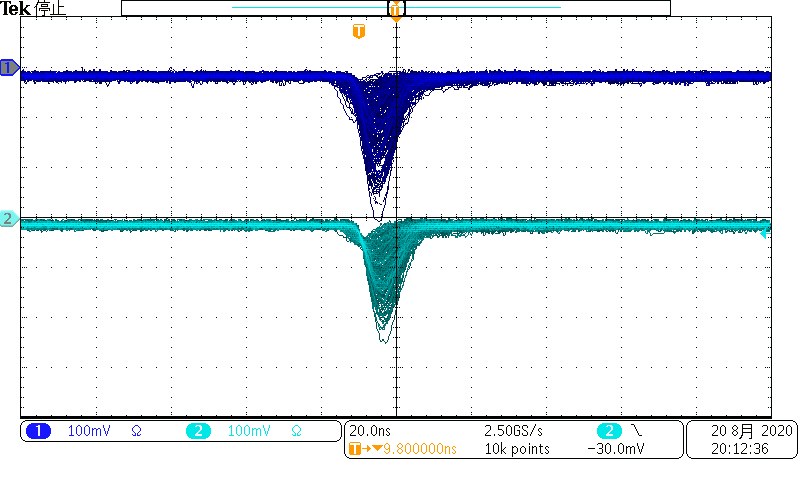 Tek 停止
T
T
1
2
1 100mV Ω 2 100mV Ω
20.0ns 2.50GS/s 2 \
T→▼9.800000ns 10k points −30.0mV
20 8月 2020
20:12:36